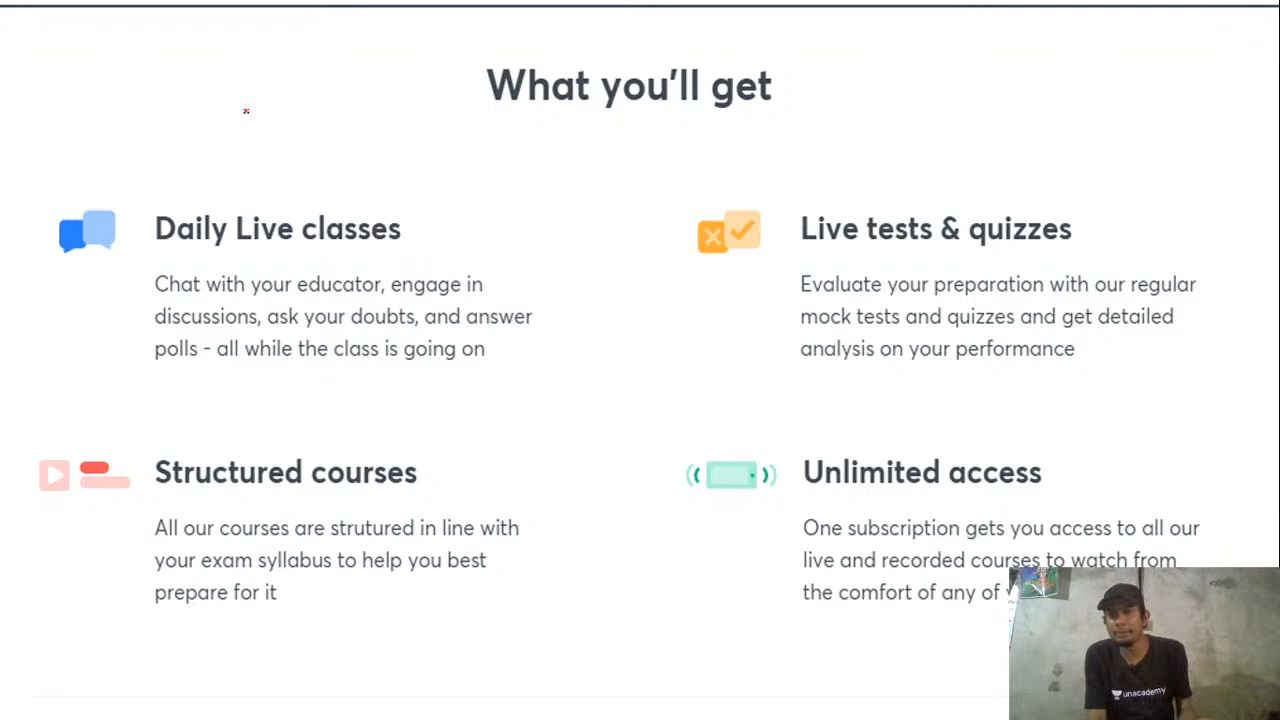 What you'll get
Daily Live classes
Chat with your educator, engage in
discussions, ask your doubts, and answer
polls - all while the class is going on
Live tests & quizzes
Evaluate your preparation with our regular
mock tests and quizzes and get detailed
analysis on your performance
Structured courses
All our courses are strutured in line with
your exam syllabus to help you best
prepare for it
Unlimited access
One subscription gets you access to all our
live and recorded courses to watch from
the comfort of any of
unacademy